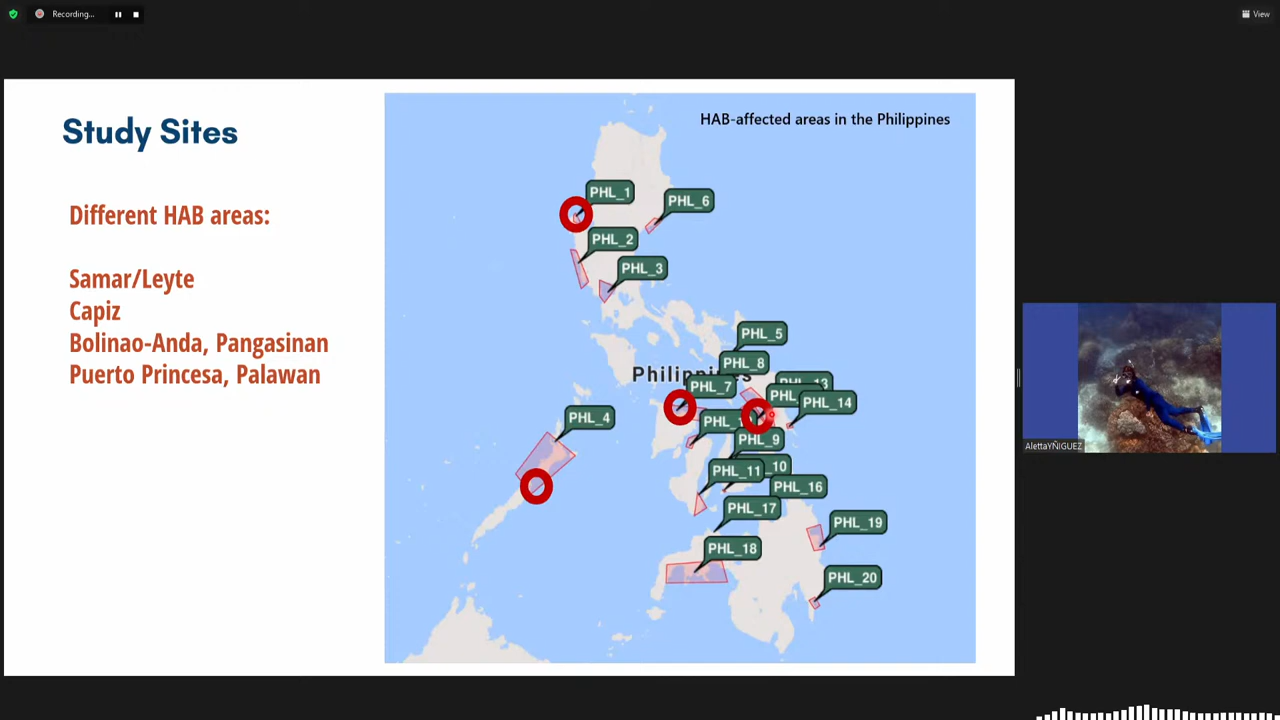 Recording...
View
Study Sites
Different HAB areas:
Samar/Leyte
Capiz
Bolinao-Anda, Pangasinan
Puerto Princesa, Palawan
HAB-affected areas in the Philippines
PHL_1
PHL_6
PHL_2
PHL_3
PHL_5
PHL_8
Philippines
PHL_7
PHL_13
PHL_14
PHL_4
PHL_9
PHL_11
PHL_16
PHL_17
PHL_19
PHL_18
PHL_20
AlettaYÑIGUEZ